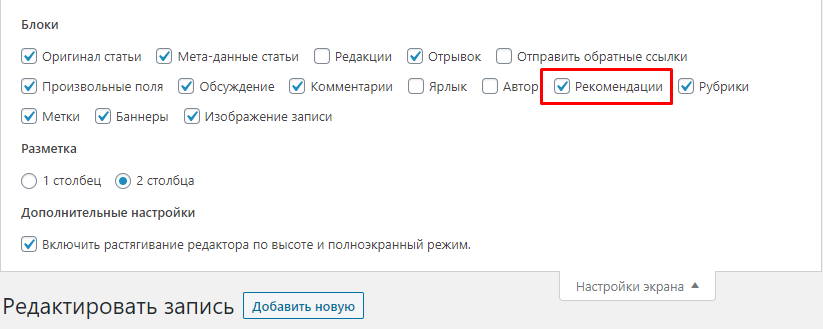 Блоки
Оригинал статьи Мета-данные статьи Редакции Отрывок Отправить обратные ссылки
Произвольные поля Обсуждение Комментарии Ярлык Автор Рекомендации Рубрики
Метки Баннеры Изображение записи
Разметка
1 столбец 2 столбца
Дополнительные настройки
Включить растягивание редактора по высоте и полноэкранный режим.
Настройки экрана
Редактировать запись Добавить новую